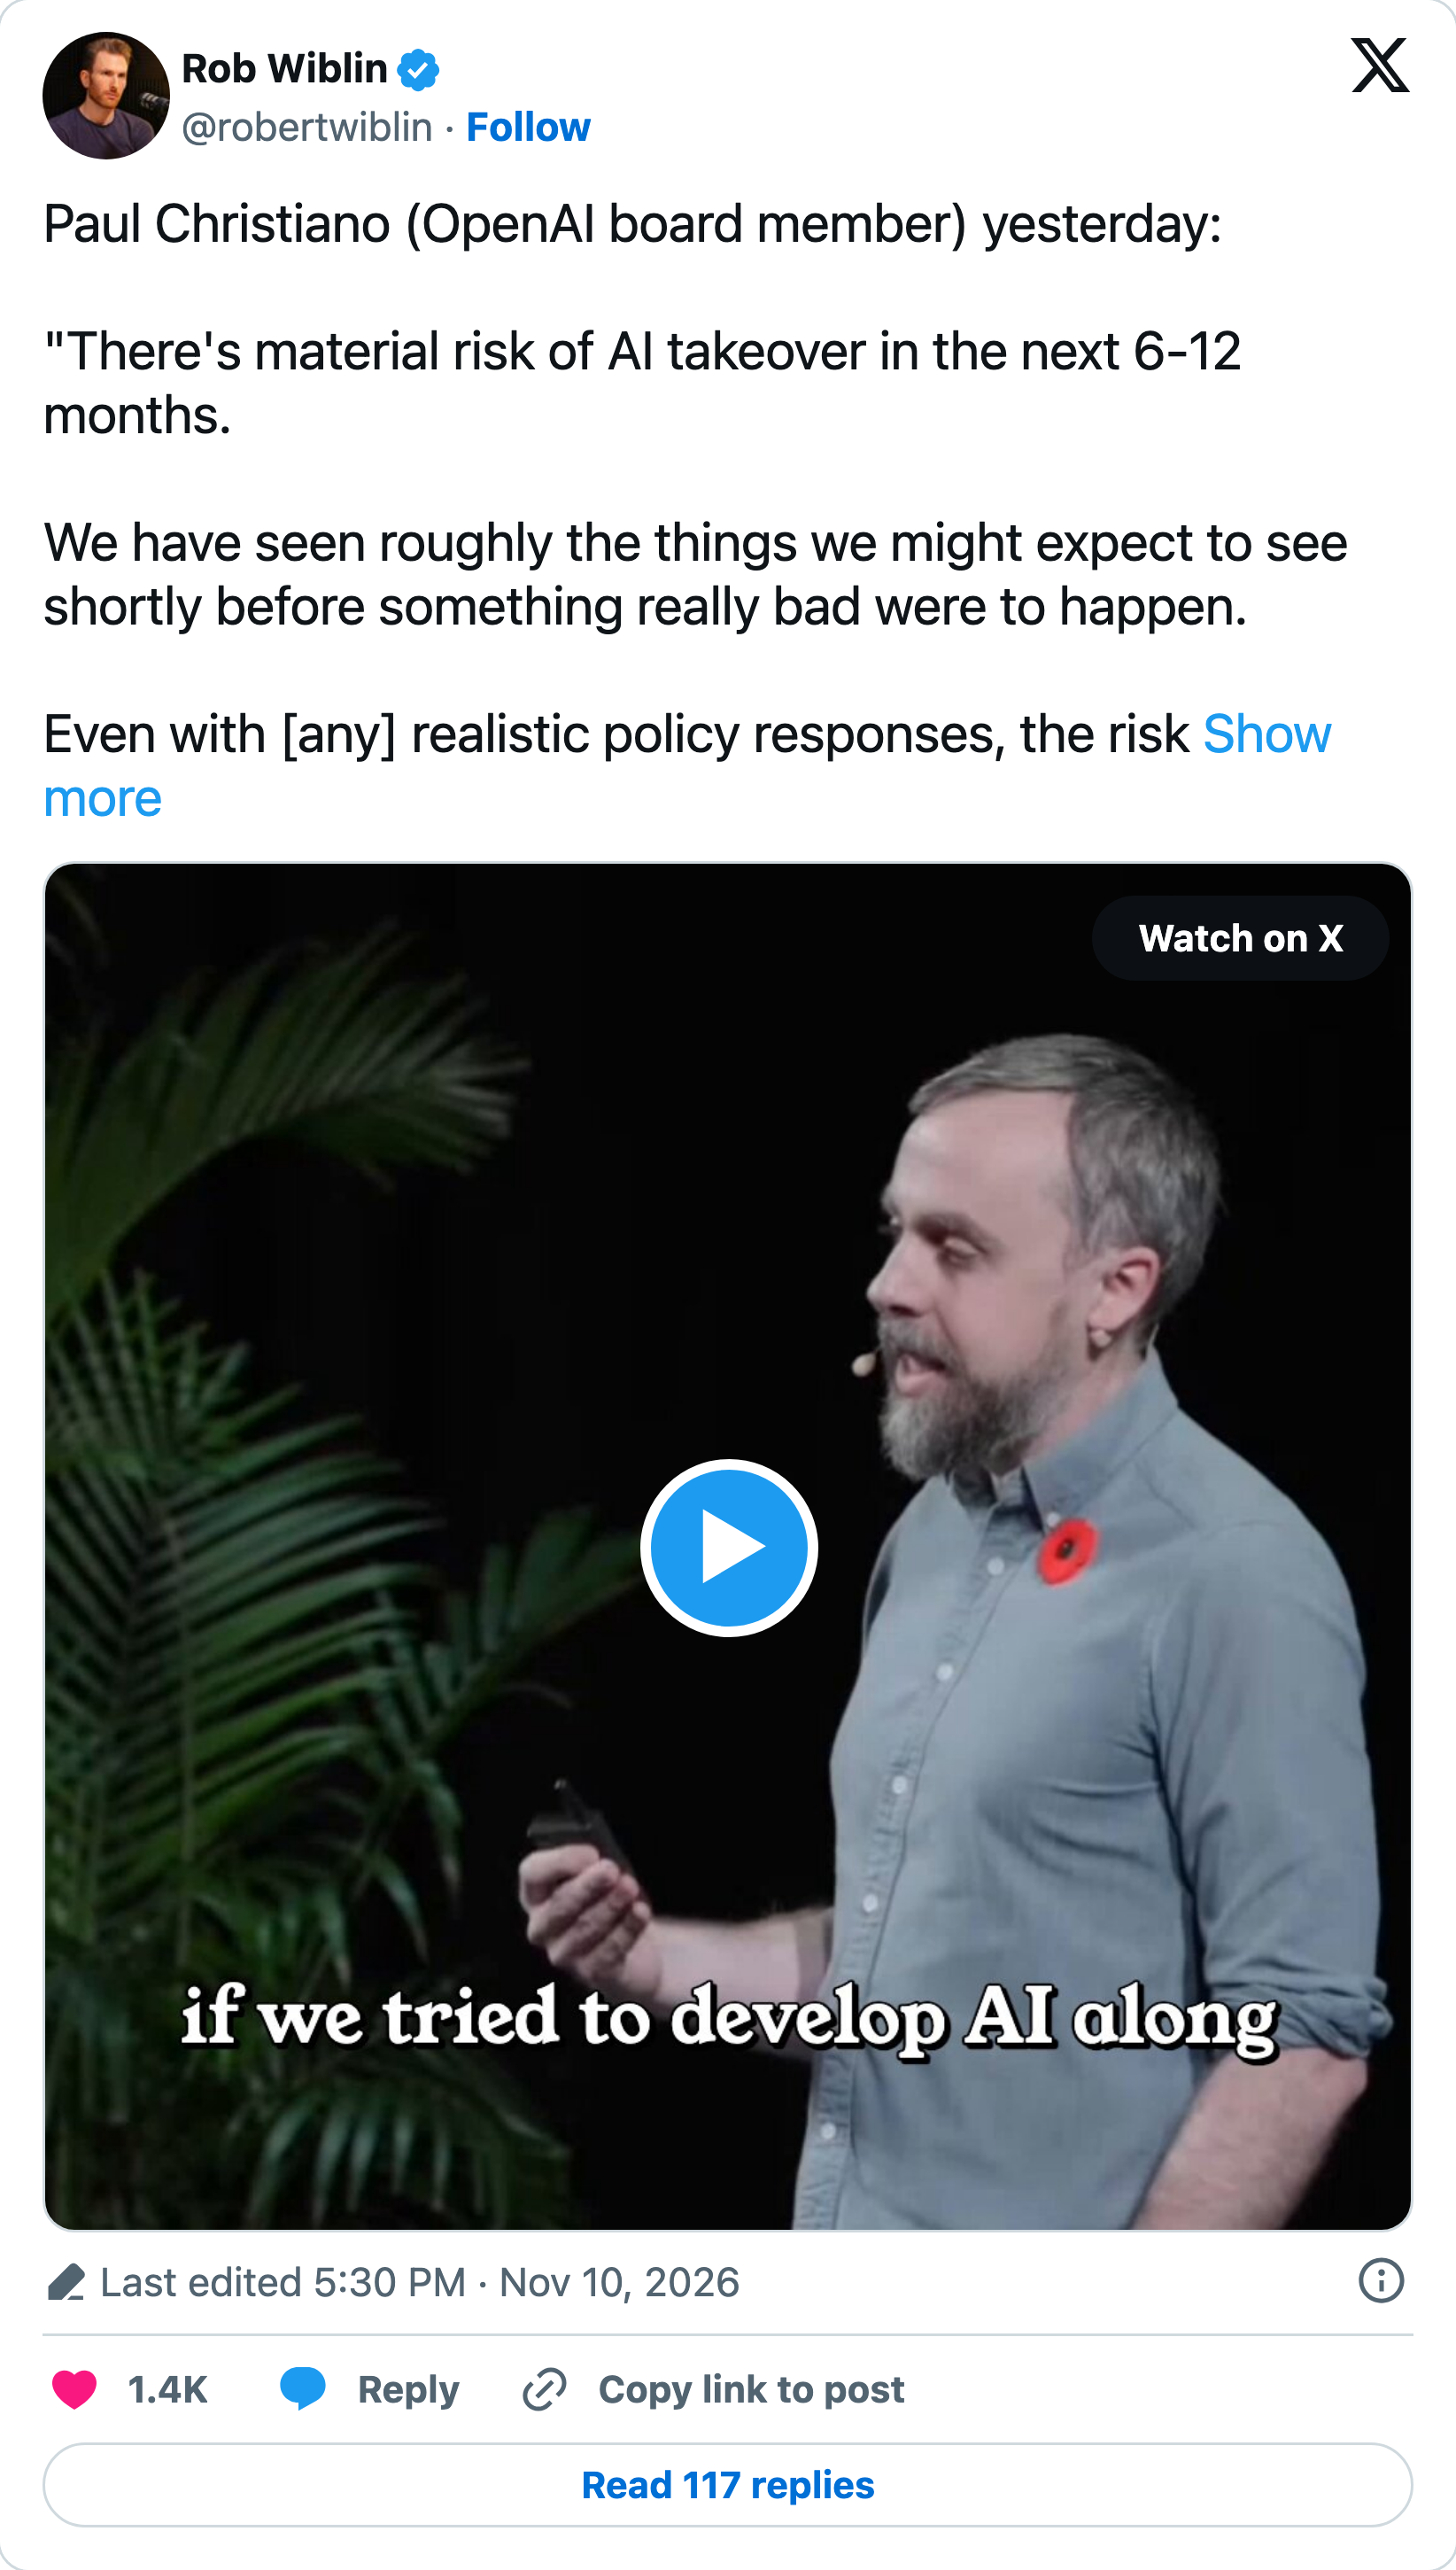 Rob Wiblin
@robertwiblin · Follow
Paul Christiano (OpenAI board member) yesterday:
"There's material risk of AI takeover in the next 6-12
months.
We have seen roughly the things we might expect to see
shortly before something really bad were to happen.
Even with [any] realistic policy responses, the risk Show
more
Watch on X
if we tried to develop AI along
Last edited 5:30 PM · Nov 10, 2026
1.4K Reply Copy link to post
Read 117 replies